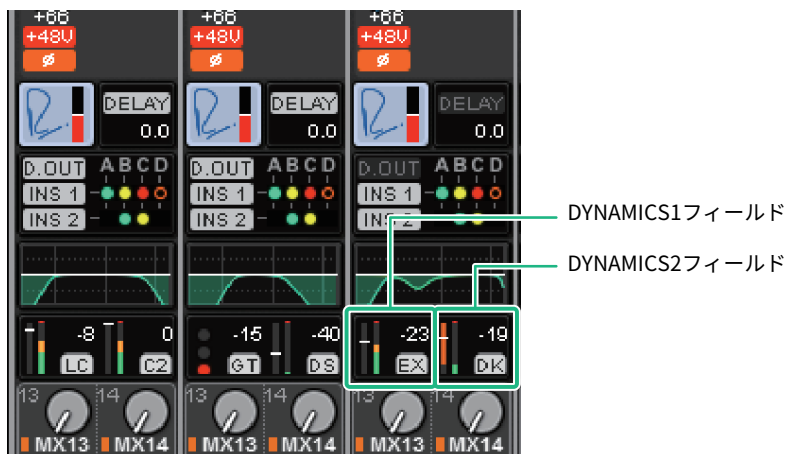 +66 +66 +66
+48V +48V +48V
ø ø ø
DELAY DELAY DELAY
0.0 0.0 0.0
D.OUT A B C D D.OUT A B C D D.OUT A B C D
INS 1 INS 1 INS 1
INS 2 INS 2 INS 2
DYNAMICS1フィールド
DYNAMICS2フィールド
-8 0 -15 -40 -23 -19
LC C2 GT DS EX DK
13 14 13 14 13 14
MX13 MX14 MX13 MX14 MX13 MX14